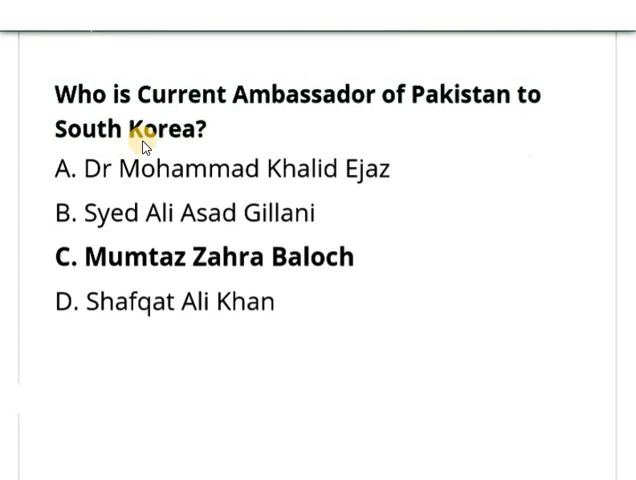 Who is Current Ambassador of Pakistan to
South Korea?
A. Dr Mohammad Khalid Ejaz
B. Syed Ali Asad Gillani
C. Mumtaz Zahra Baloch
D. Shafqat Ali Khan